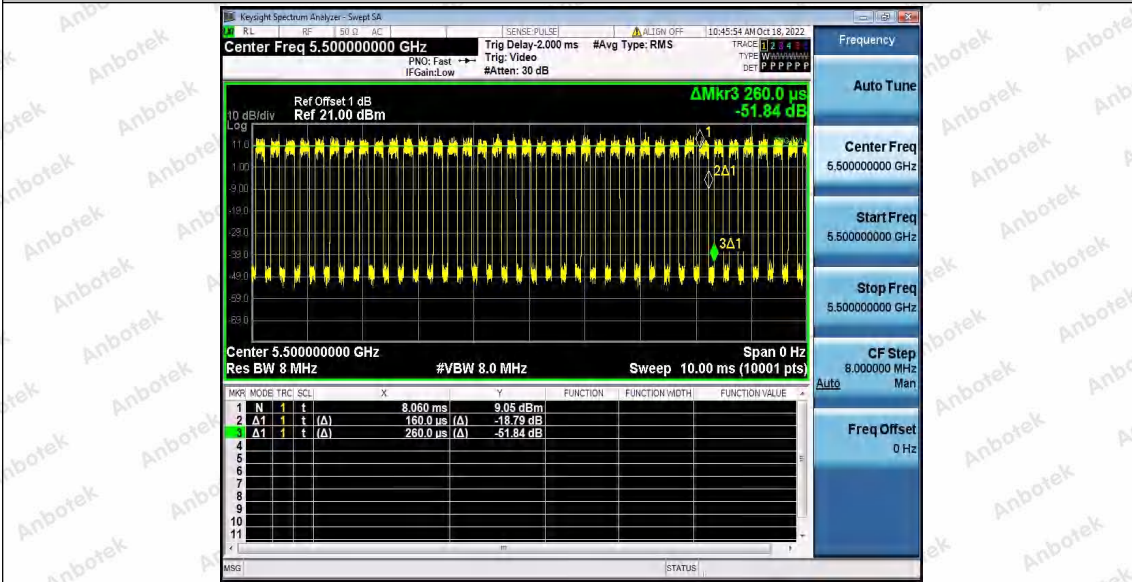 Keysight Spectrum Analyzer - Swept SA
RL RF 50 Ω AC SENSE:PULSE ALIGN OFF 10:45:54 AM Oct 18, 2022
Center Freq 5.500000000 GHz
PNO: Fast
IFGain:Low
Trig Delay-2.000 ms
Trig: Video
#Atten: 30 dB
#Avg Type: RMS
TRACE 1 2 3 4 5
TYPE W
DET P P P P P
Frequency
Auto Tune
Center Freq
5.500000000 GHz
Start Freq
5.500000000 GHz
Stop Freq
5.500000000 GHz
CF Step
8.000000 MHz
Auto Man
Freq Offset
0 Hz
ΔMkr3 260.0 µs
-51.84 dB
Ref Offset 1 dB
10 dB/div Ref 21.00 dBm
Log
11.0
1.00
-9.00
-19.0
-29.0
-39.0
-49.0
-59.0
-69.0
1
2Δ1
3Δ1
Center 5.500000000 GHz Span 0 Hz
Res BW 8 MHz #VBW 8.0 MHz Sweep 10.00 ms (10001 pts)
MKR MODE TRC SCL X Y FUNCTION FUNCTION WIDTH FUNCTION VALUE
1 N 1 t 8.060 ms 9.05 dBm
2 Δ1 1 t (Δ) 160.0 µs (Δ) -18.79 dB
3 Δ1 1 t (Δ) 260.0 µs (Δ) -51.84 dB
4
5
6
7
8
9
10
11
MSG STATUS
Anbotek